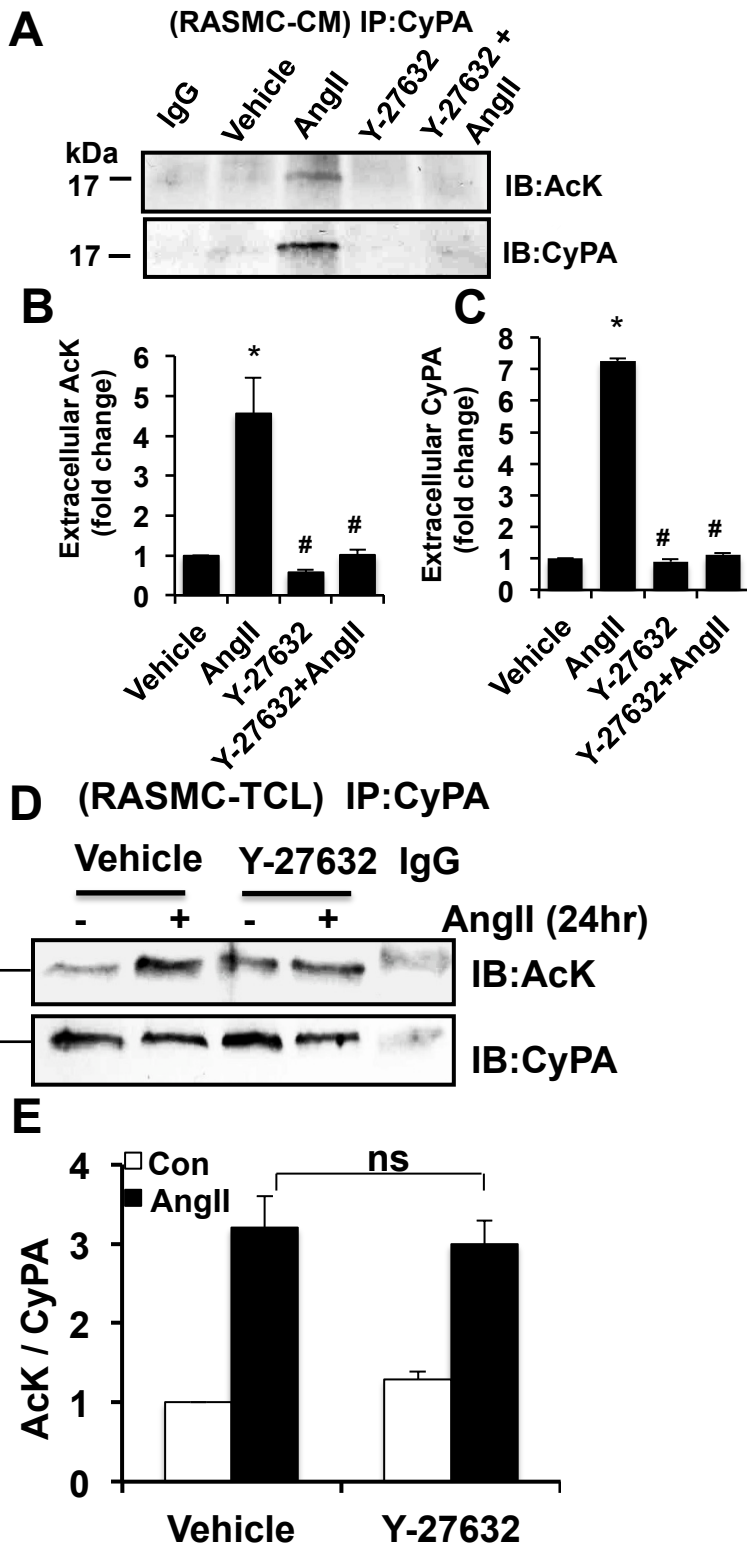 A
(RASMC-CM) IP:CyPA
IgG
Vehicle
AngII
Y-27632
Y-27632 +
AngII
kDa
17
IB:AcK
17
IB:CyPA
B
Extracellular AcK
(fold change)
6
5
4
3
2
1
0
*
#
#
Vehicle
AngII
Y-27632
Y-27632+AngII
C
Extracellular CyPA
(fold change)
8
7
6
5
4
3
2
1
0
*
#
#
Vehicle
AngII
Y-27632
Y-27632+AngII
D
(RASMC-TCL) IP:CyPA
Vehicle Y-27632 IgG
- + - + AngII (24hr)
IB:AcK
IB:CyPA
E
AcK / CyPA
4
3
2
1
0
Con
AngII
ns
Vehicle Y-27632